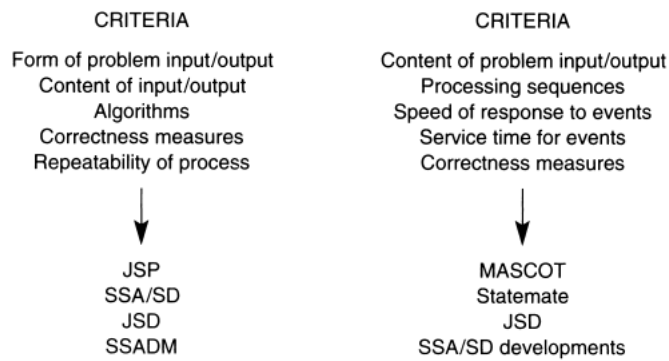 CRITERIA
Form of problem input/output
Content of input/output
Algorithms
Correctness measures
Repeatability of process
JSP
SSA/SD
JSD
SSADM
CRITERIA
Content of problem input/output
Processing sequences
Speed of response to events
Service time for events
Correctness measures
MASCOT
Statemate
JSD
SSA/SD developments